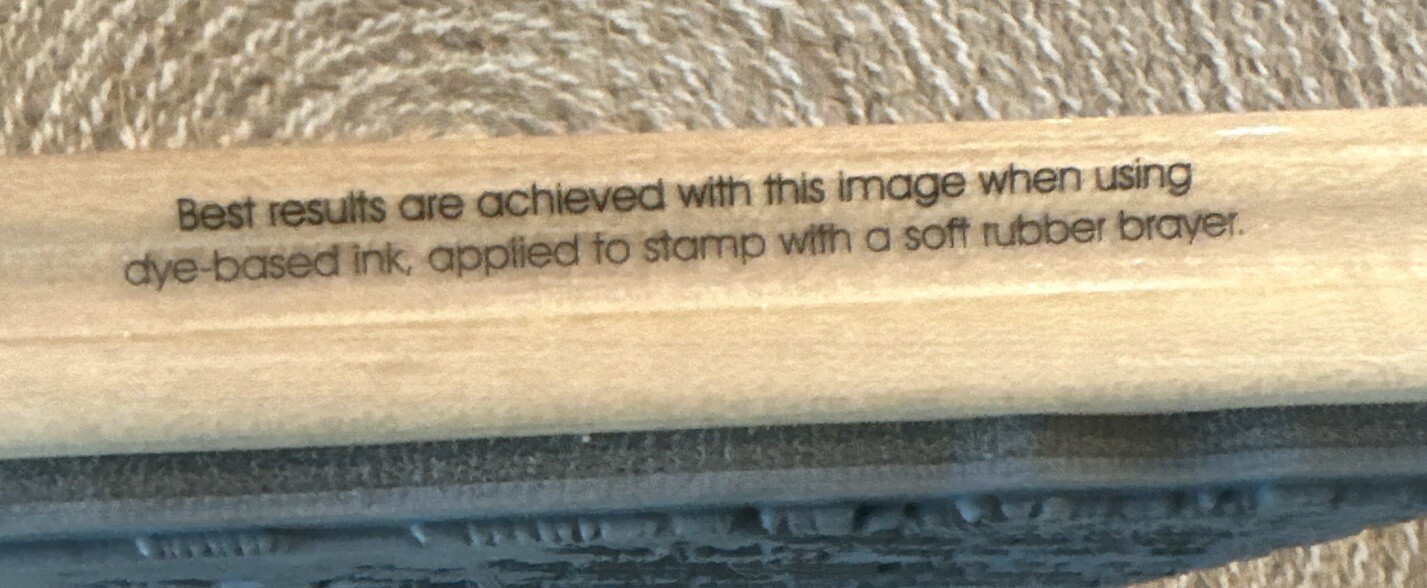 Best results are achieved with this image when using
dye-based ink, applied to stamp with a soft rubber brayer.